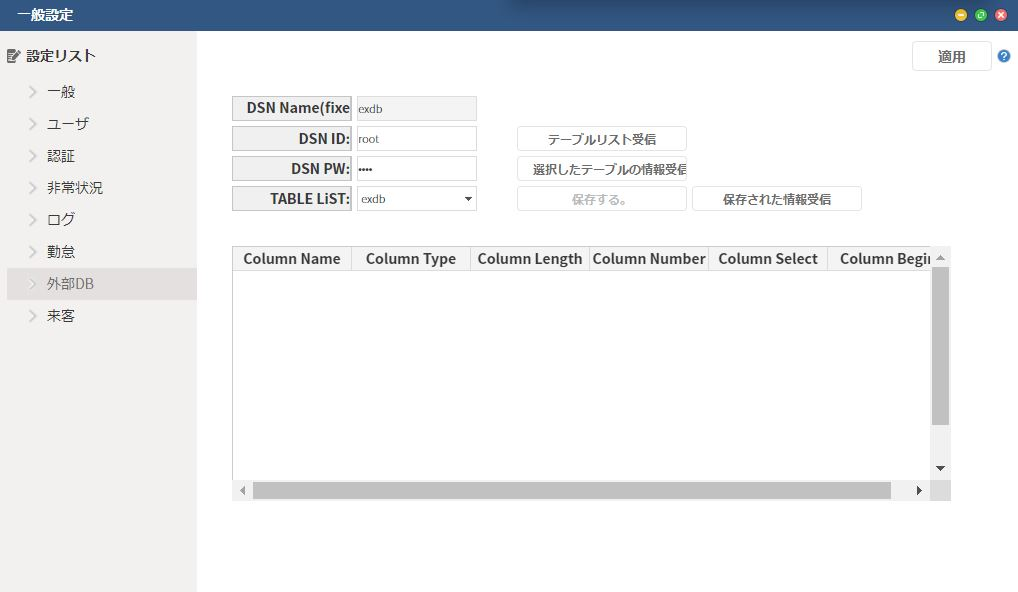 一般設定
設定リスト
適用
一般
ユーザ
認証
非常状況
ログ
勤怠
外部DB
来客
DSN Name(fixe
exdb
DSN ID:
root
テーブルリスト受信
DSN PW:
••••
選択したテーブルの情報受信
TABLE LiST:
exdb
保存する。
保存された情報受信
Column Name
Column Type
Column Length
Column Number
Column Select
Column Begin